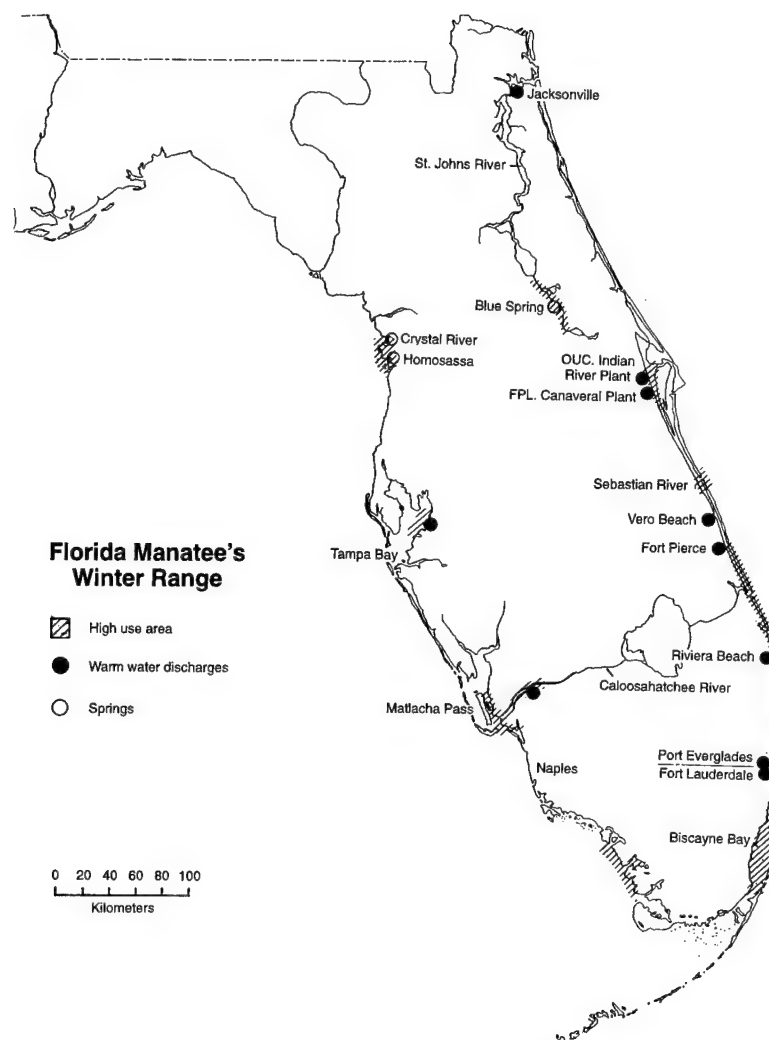 Jacksonville
St. Johns River
Blue Spring
Crystal River
Homosassa
OUC. Indian
River Plant
FPL. Canaveral Plant
Sebastian River
Vero Beach
Fort Pierce
Tampa Bay
Florida Manatee's
Winter Range
High use area
Warm water discharges
Springs
Riviera Beach
Caloosahatchee River
Matlacha Pass
Port Everglades
Fort Lauderdale
Naples
Biscayne Bay
0 20 40 60 80 100
Kilometers